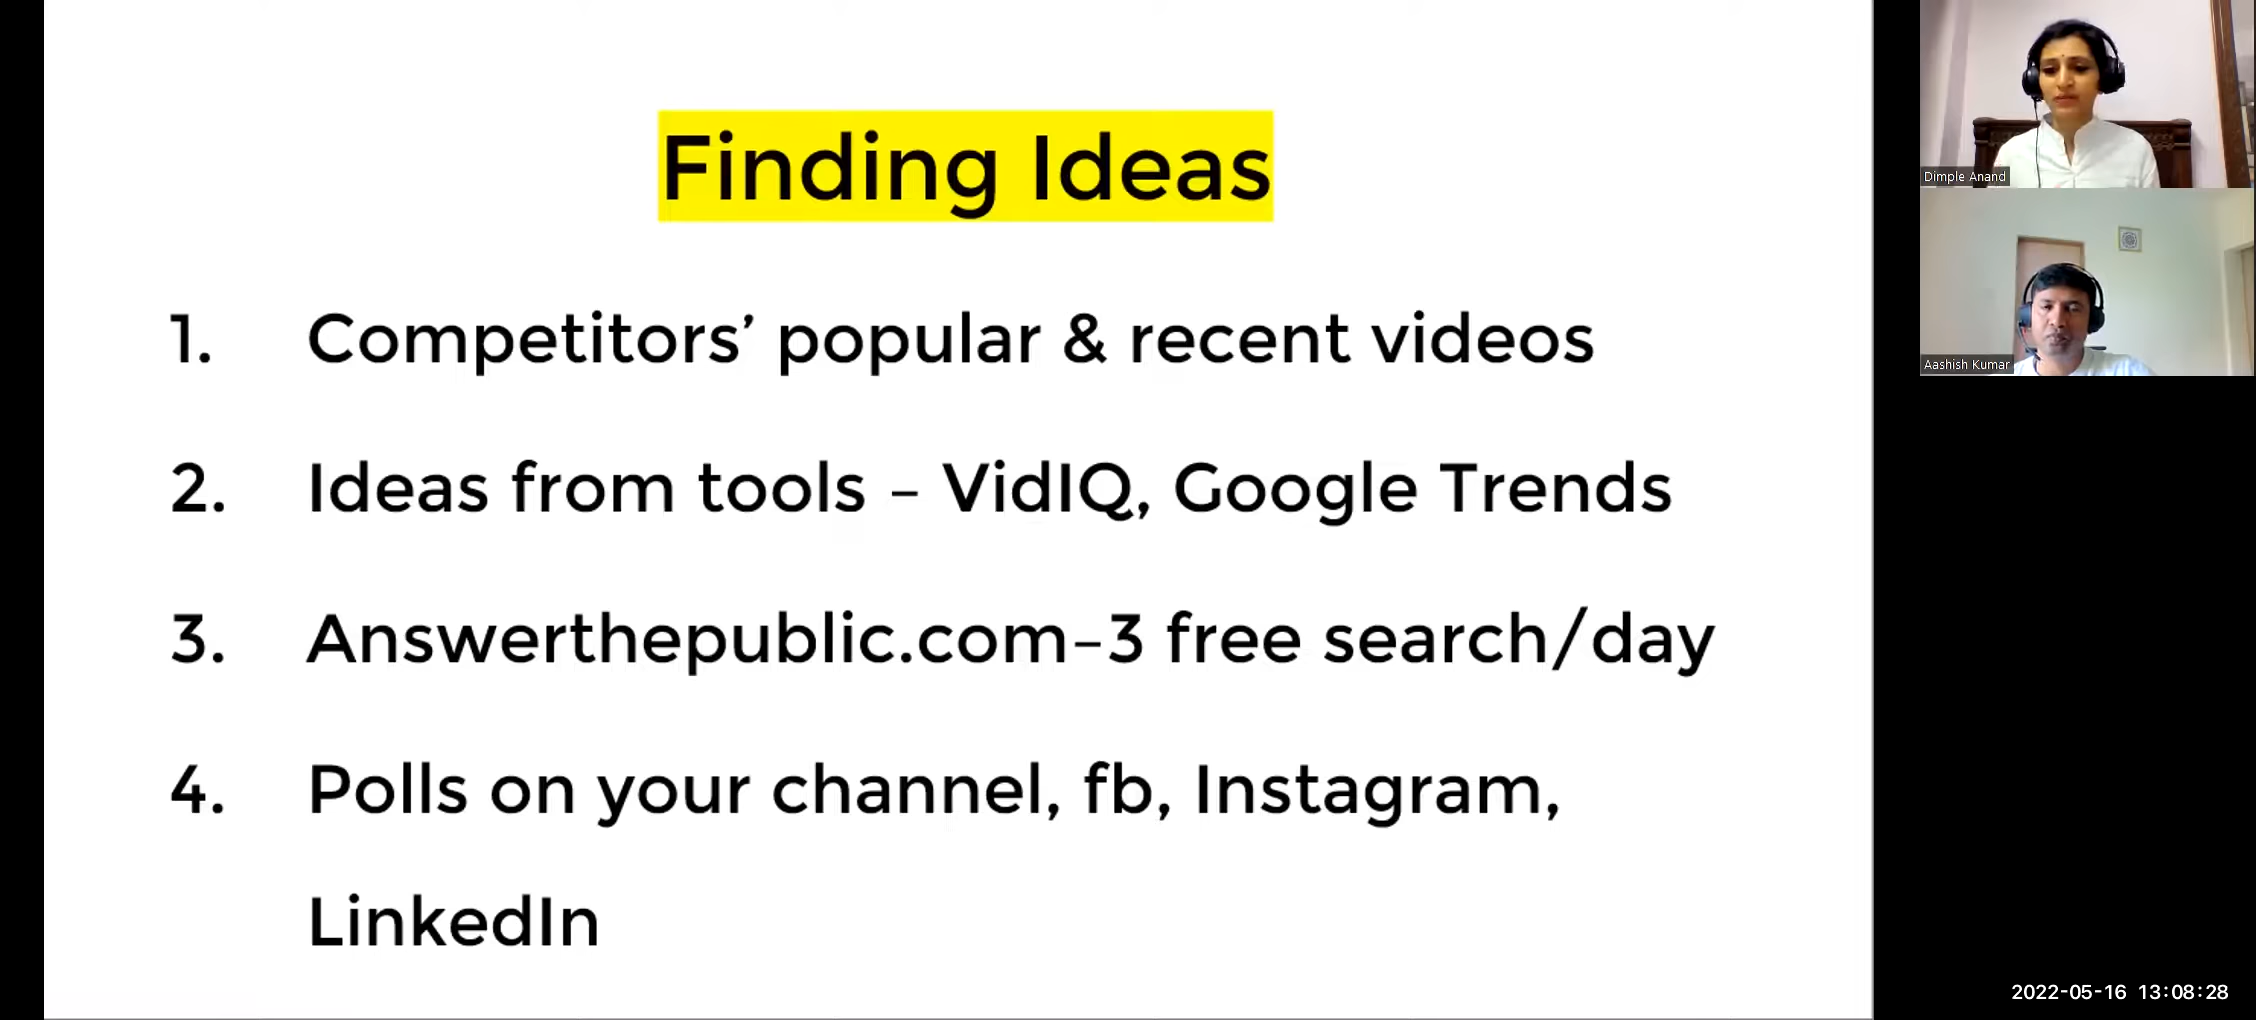 Finding Ideas
1. Competitors’ popular & recent videos
2. Ideas from tools – VidIQ, Google Trends
3. Answerthepublic.com–3 free search/day
4. Polls on your channel, fb, Instagram,
LinkedIn
Dimple Anand
Aashish Kumar
2022-05-16 13:08:28